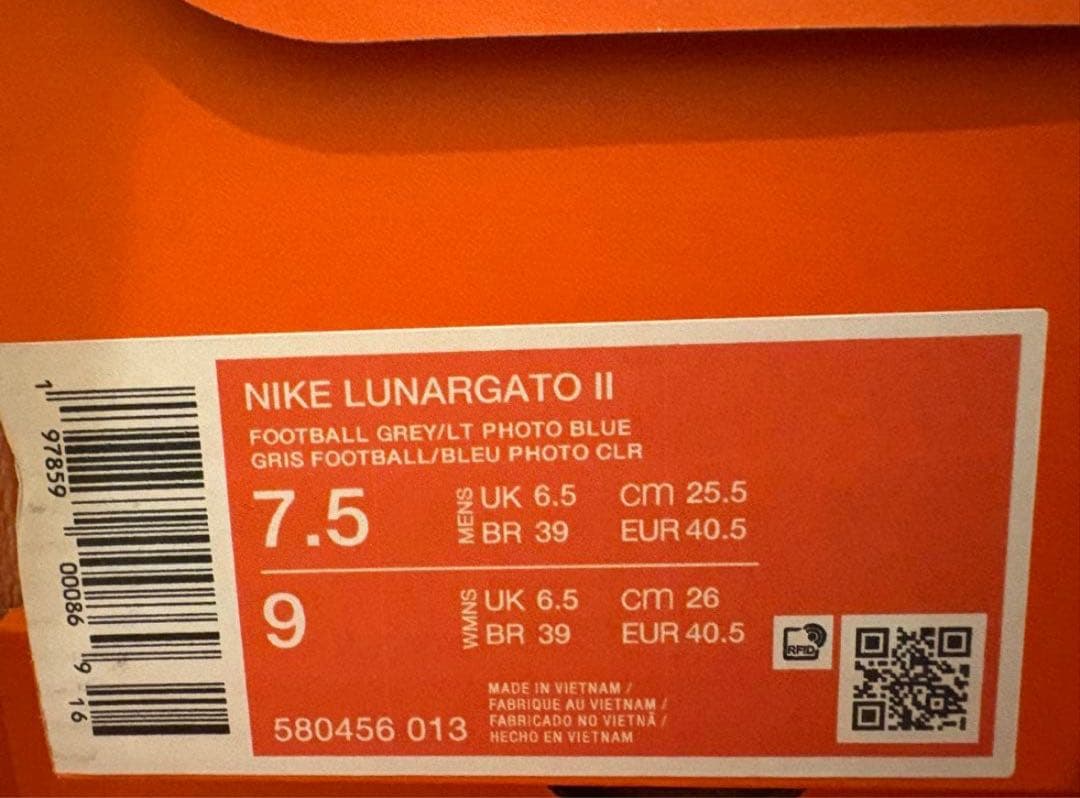 NIKE LUNARGATO II
FOOTBALL GREY/LT PHOTO BLUE
GRIS FOOTBALL/BLEU PHOTO CLR
7.5 MENS UK 6.5 cm 25.5
BR 39 EUR 40.5
9 WMNS UK 6.5 cm 26
BR 39 EUR 40.5
RFID
580456 013
MADE IN VIETNAM /
FABRIQUE AU VIETNAM /
FABRICADO NO VIETNÃ /
HECHO EN VIETNAM
1 97859 00086 9 16